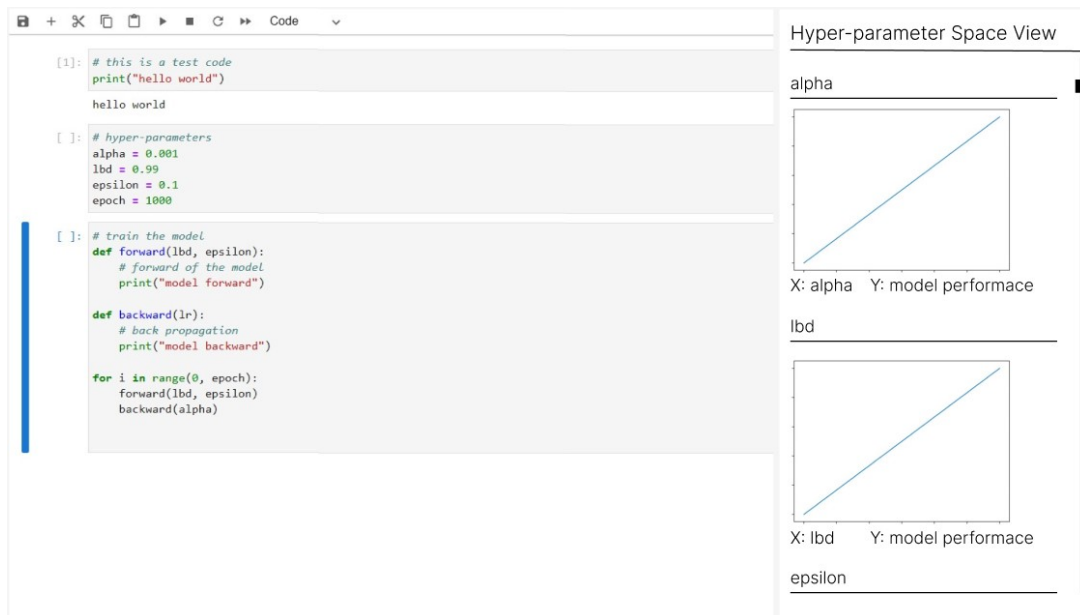 Code
[1]: # this is a test code
print("hello world")
hello world
[ ]: # hyper-parameters
alpha = 0.001
lbd = 0.99
epsilon = 0.1
epoch = 1000
[ ]: # train the model
def forward(lbd, epsilon):
    # forward of the model
    print("model forward")
def backward(lr):
    # back propagation
    print("model backward")
for i in range(0, epoch):
    forward(lbd, epsilon)
    backward(alpha)
Hyper-parameter Space View
alpha
X: alpha Y: model performace
lbd
X: lbd Y: model performace
epsilon